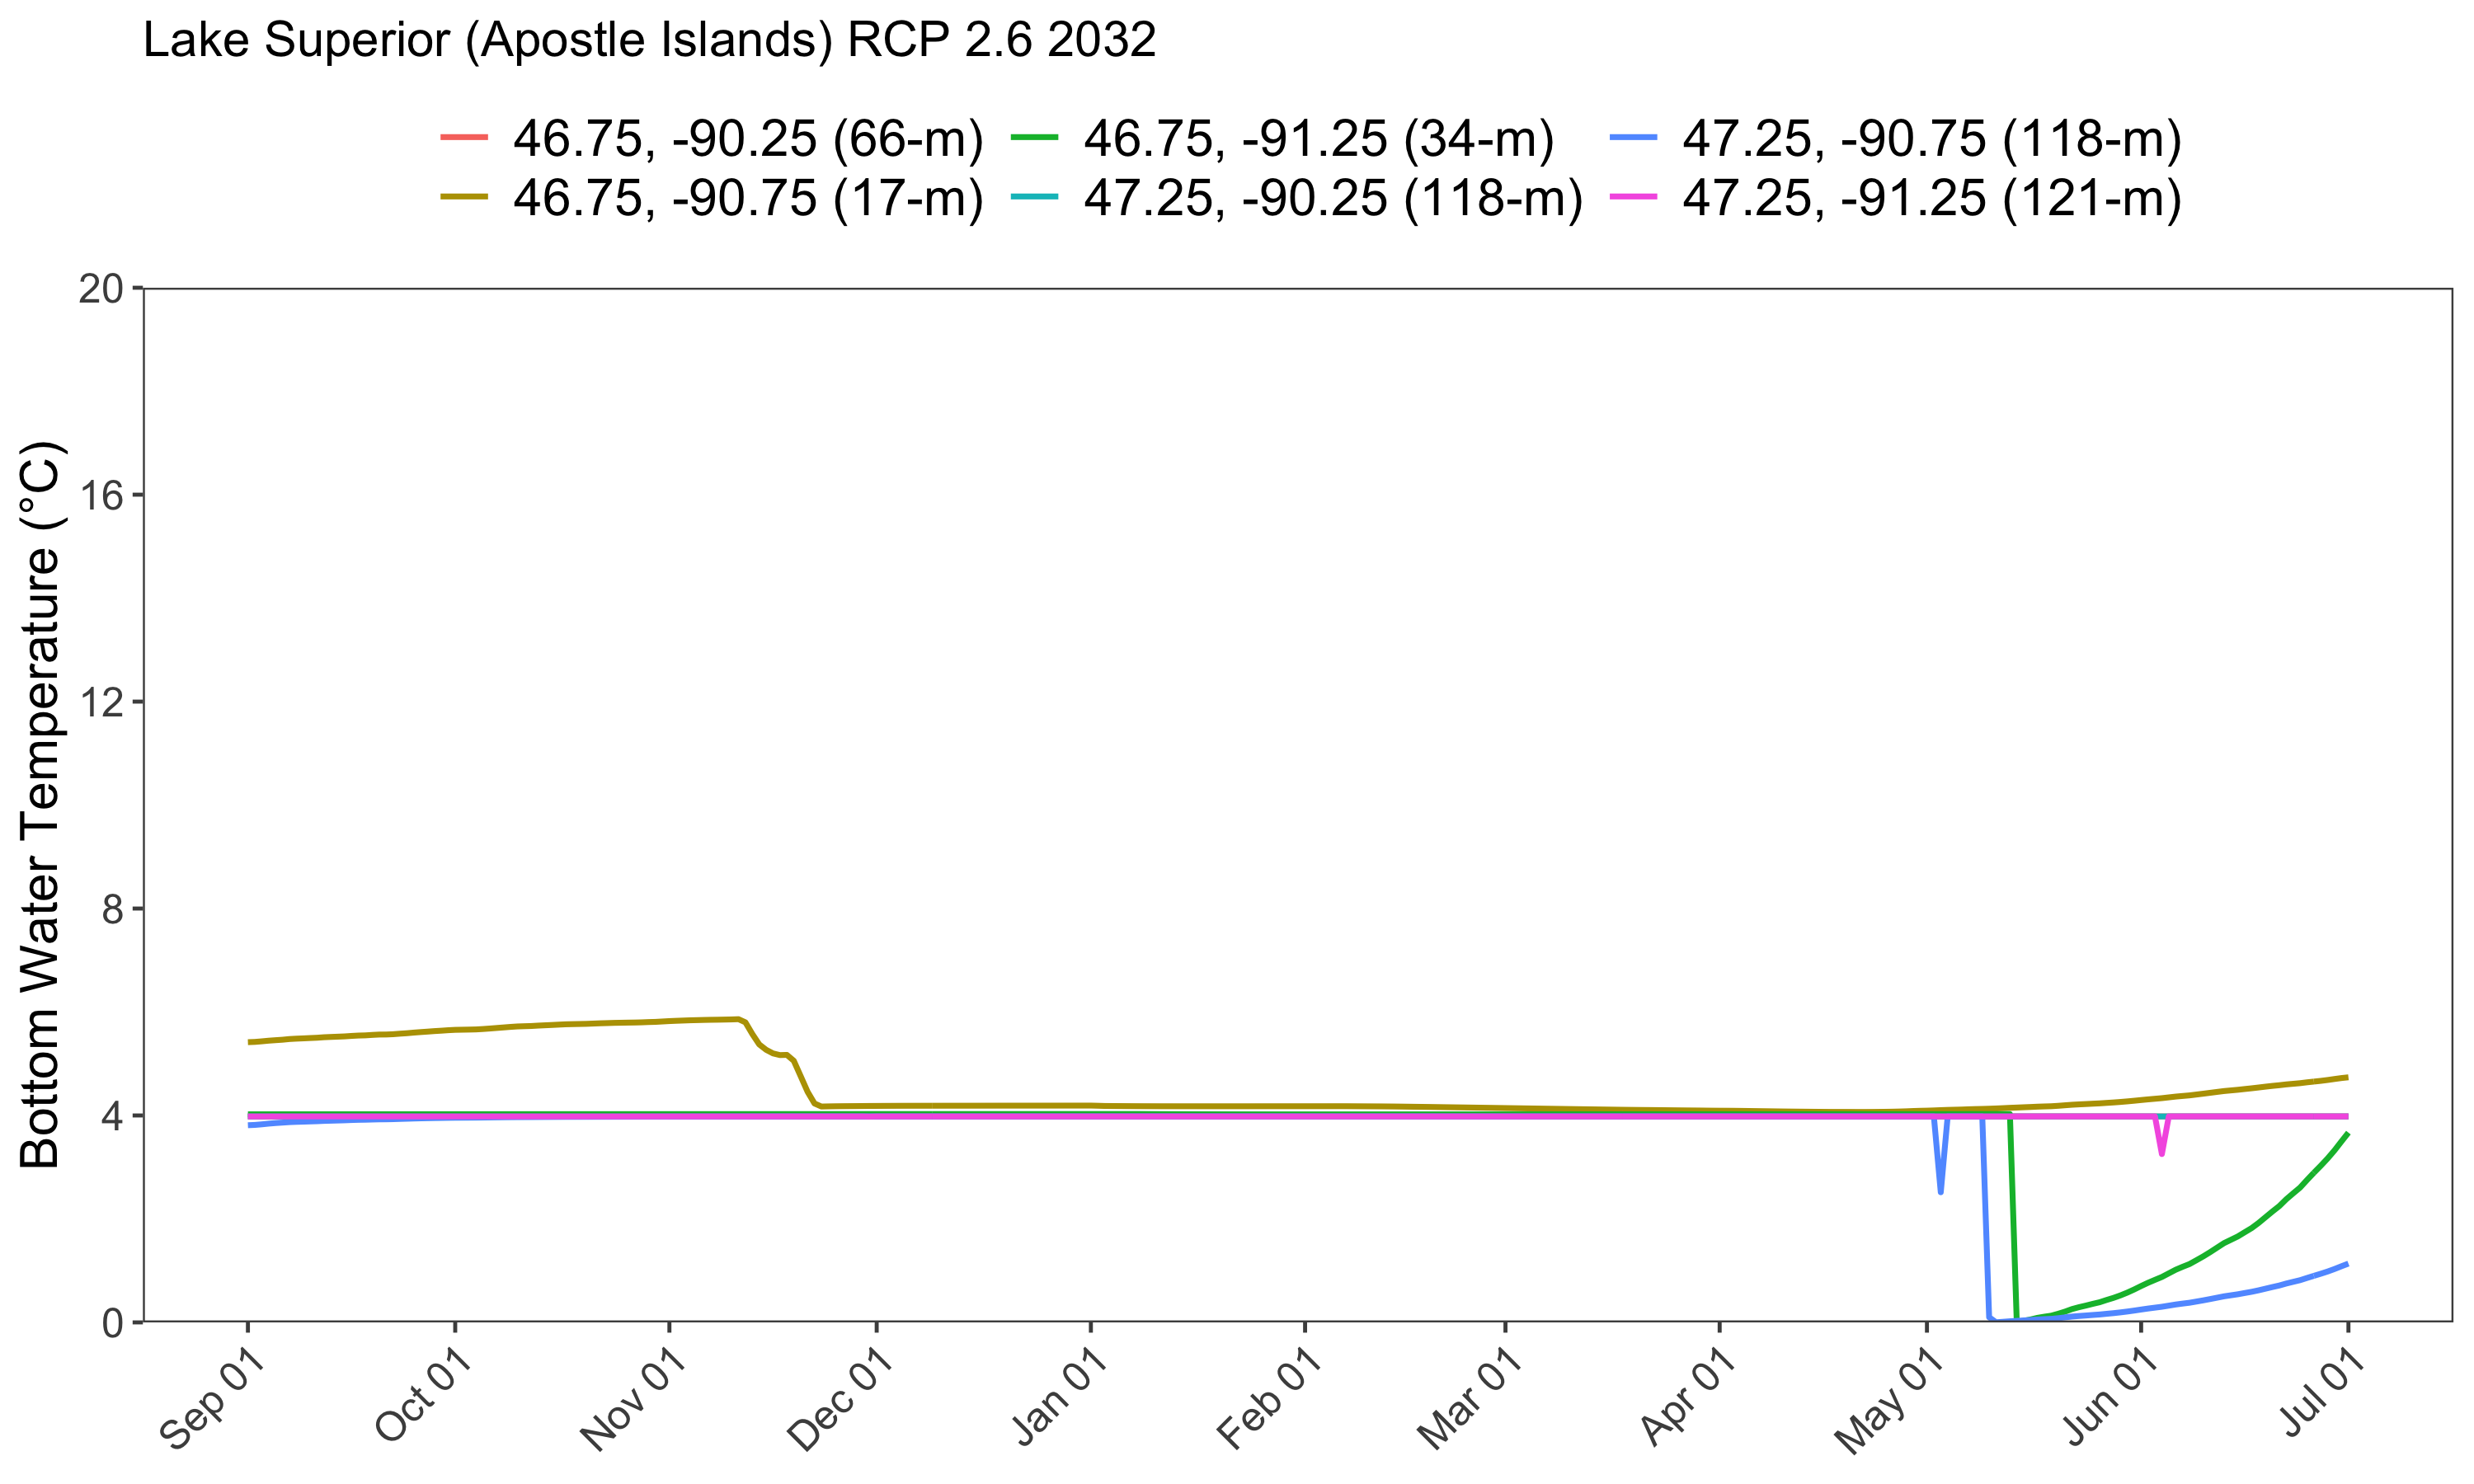 Lake Superior (Apostle Islands) RCP 2.6 2032
46.75, -90.25 (66-m) 46.75, -91.25 (34-m) 47.25, -90.75 (118-m)
46.75, -90.75 (17-m) 47.25, -90.25 (118-m) 47.25, -91.25 (121-m)
Bottom Water Temperature (°C)
20
16
12
8
4
0
Sep 01 Oct 01 Nov 01 Dec 01 Jan 01 Feb 01 Mar 01 Apr 01 May 01 Jun 01 Jul 01